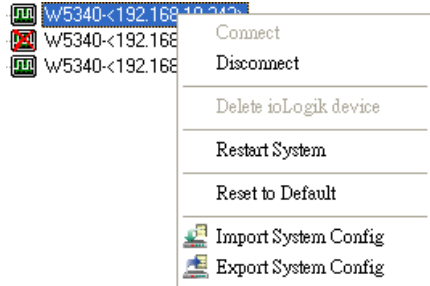 W5340-<192.168.10.243>
W5340-<192.168
W5340-<192.168
Connect
Disconnect
Delete ioLogik device
Restart System
Reset to Default
Import System Config
Export System Config